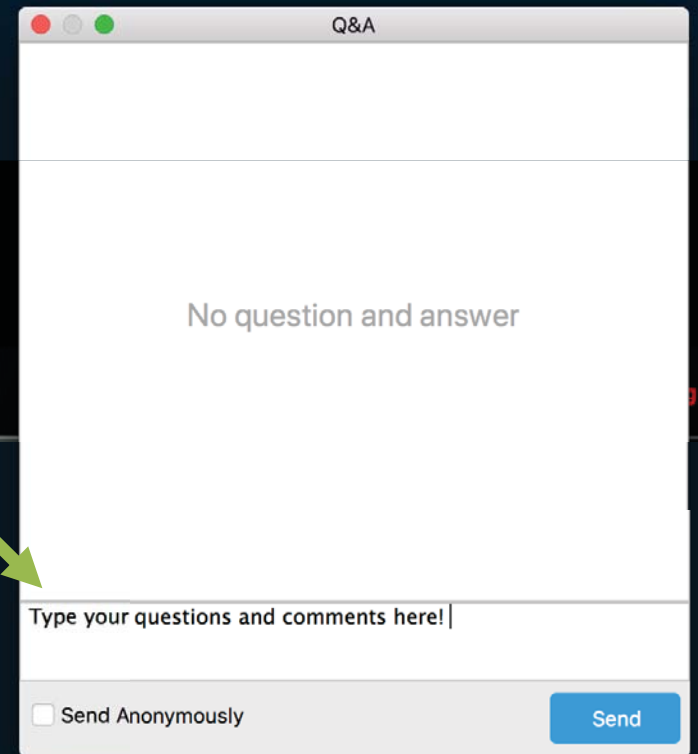 Q&A
No question and answer
Type your questions and comments here!
Send Anonymously
Send